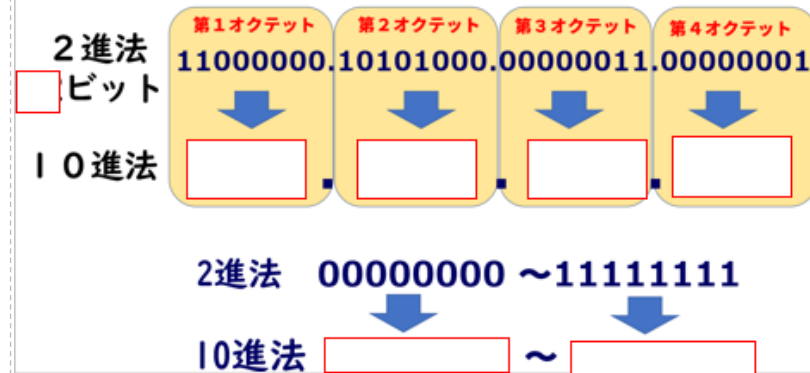 第1オクテット 第2オクテット 第3オクテット 第4オクテット
2進法 11000000.10101000.00000011.00000001
ビット
10進法 . . .
2進法 00000000 ～11111111
10進法 ～